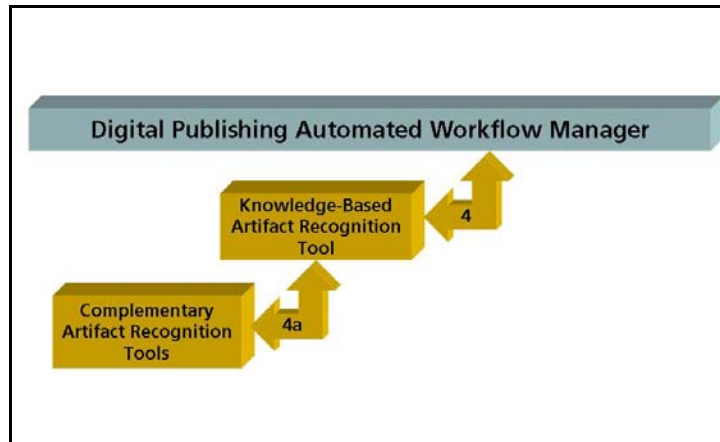 Digital Publishing Automated Workflow Manager
Knowledge-Based
Artifact Recognition
Tool
4
Complementary
Artifact Recognition
Tools
4a